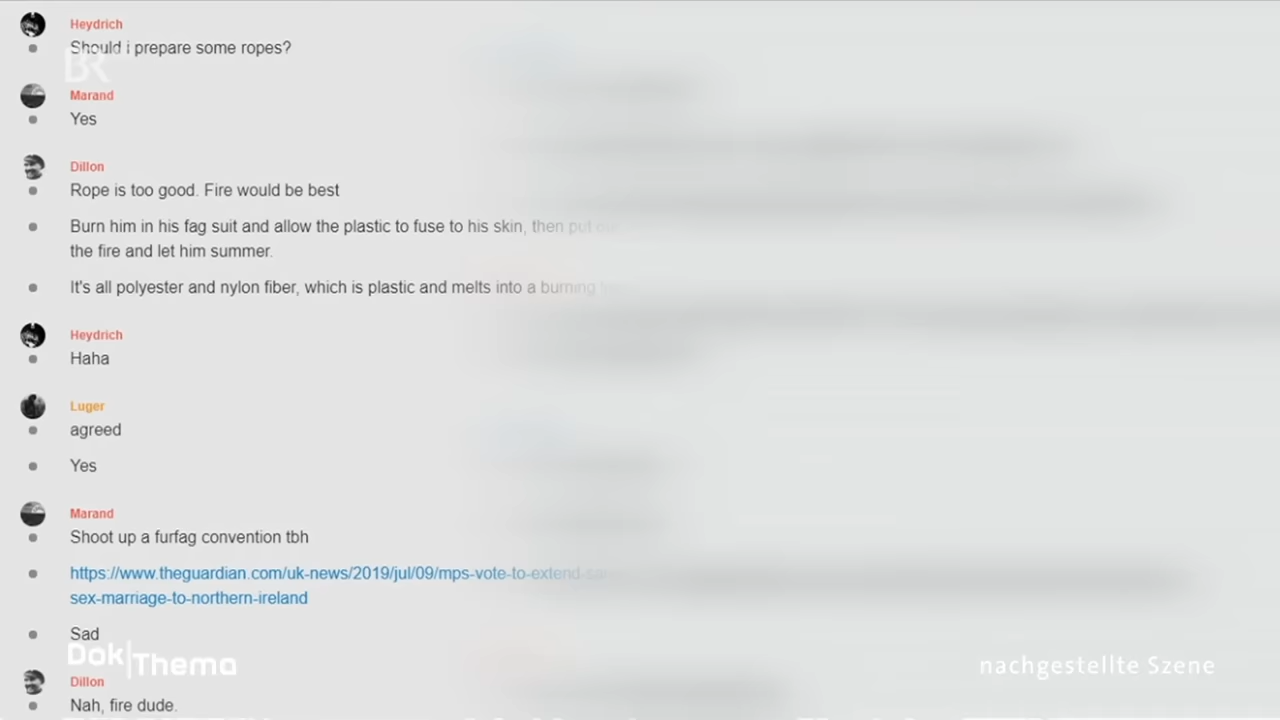 Heydrich
Should i prepare some ropes?
BR
Marand
Yes
Dillon
Rope is too good. Fire would be best
Burn him in his fag suit and allow the plastic to fuse to his skin, then put out
the fire and let him summer.
It's all polyester and nylon fiber, which is plastic and melts into a burning
Heydrich
Haha
Luger
agreed
Yes
Marand
Shoot up a furfag convention tbh
https://www.theguardian.com/uk-news/2019/jul/09/mps-vote-to-extend-same-
sex-marriage-to-northern-ireland
Sad
Dok|Thema
nachgestellte Szene
Dillon
Nah, fire dude.